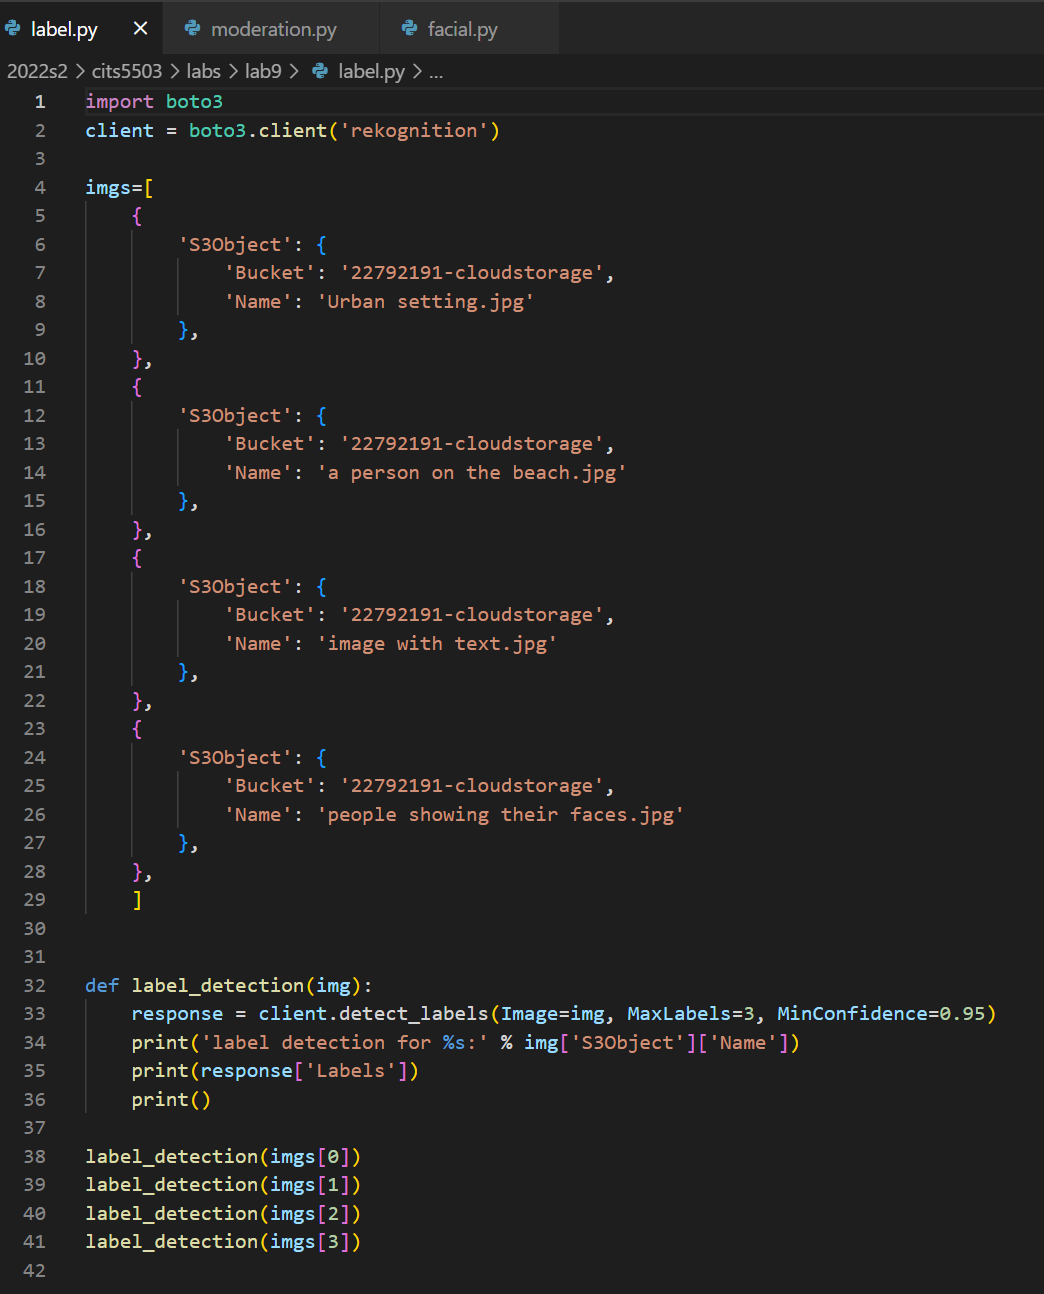 label.py × moderation.py facial.py
2022s2 > cits5503 > labs > lab9 > label.py > ...
1 import boto3
2 client = boto3.client('rekognition')
3
4 imgs=[
5     {
6         'S3Object': {
7             'Bucket': '22792191-cloudstorage',
8             'Name': 'Urban setting.jpg'
9         },
10     },
11     {
12         'S3Object': {
13             'Bucket': '22792191-cloudstorage',
14             'Name': 'a person on the beach.jpg'
15         },
16     },
17     {
18         'S3Object': {
19             'Bucket': '22792191-cloudstorage',
20             'Name': 'image with text.jpg'
21         },
22     },
23     {
24         'S3Object': {
25             'Bucket': '22792191-cloudstorage',
26             'Name': 'people showing their faces.jpg'
27         },
28     },
29     ]
30
31
32 def label_detection(img):
33     response = client.detect_labels(Image=img, MaxLabels=3, MinConfidence=0.95)
34     print('label detection for %s:' % img['S3Object']['Name'])
35     print(response['Labels'])
36     print()
37
38 label_detection(imgs[0])
39 label_detection(imgs[1])
40 label_detection(imgs[2])
41 label_detection(imgs[3])
42